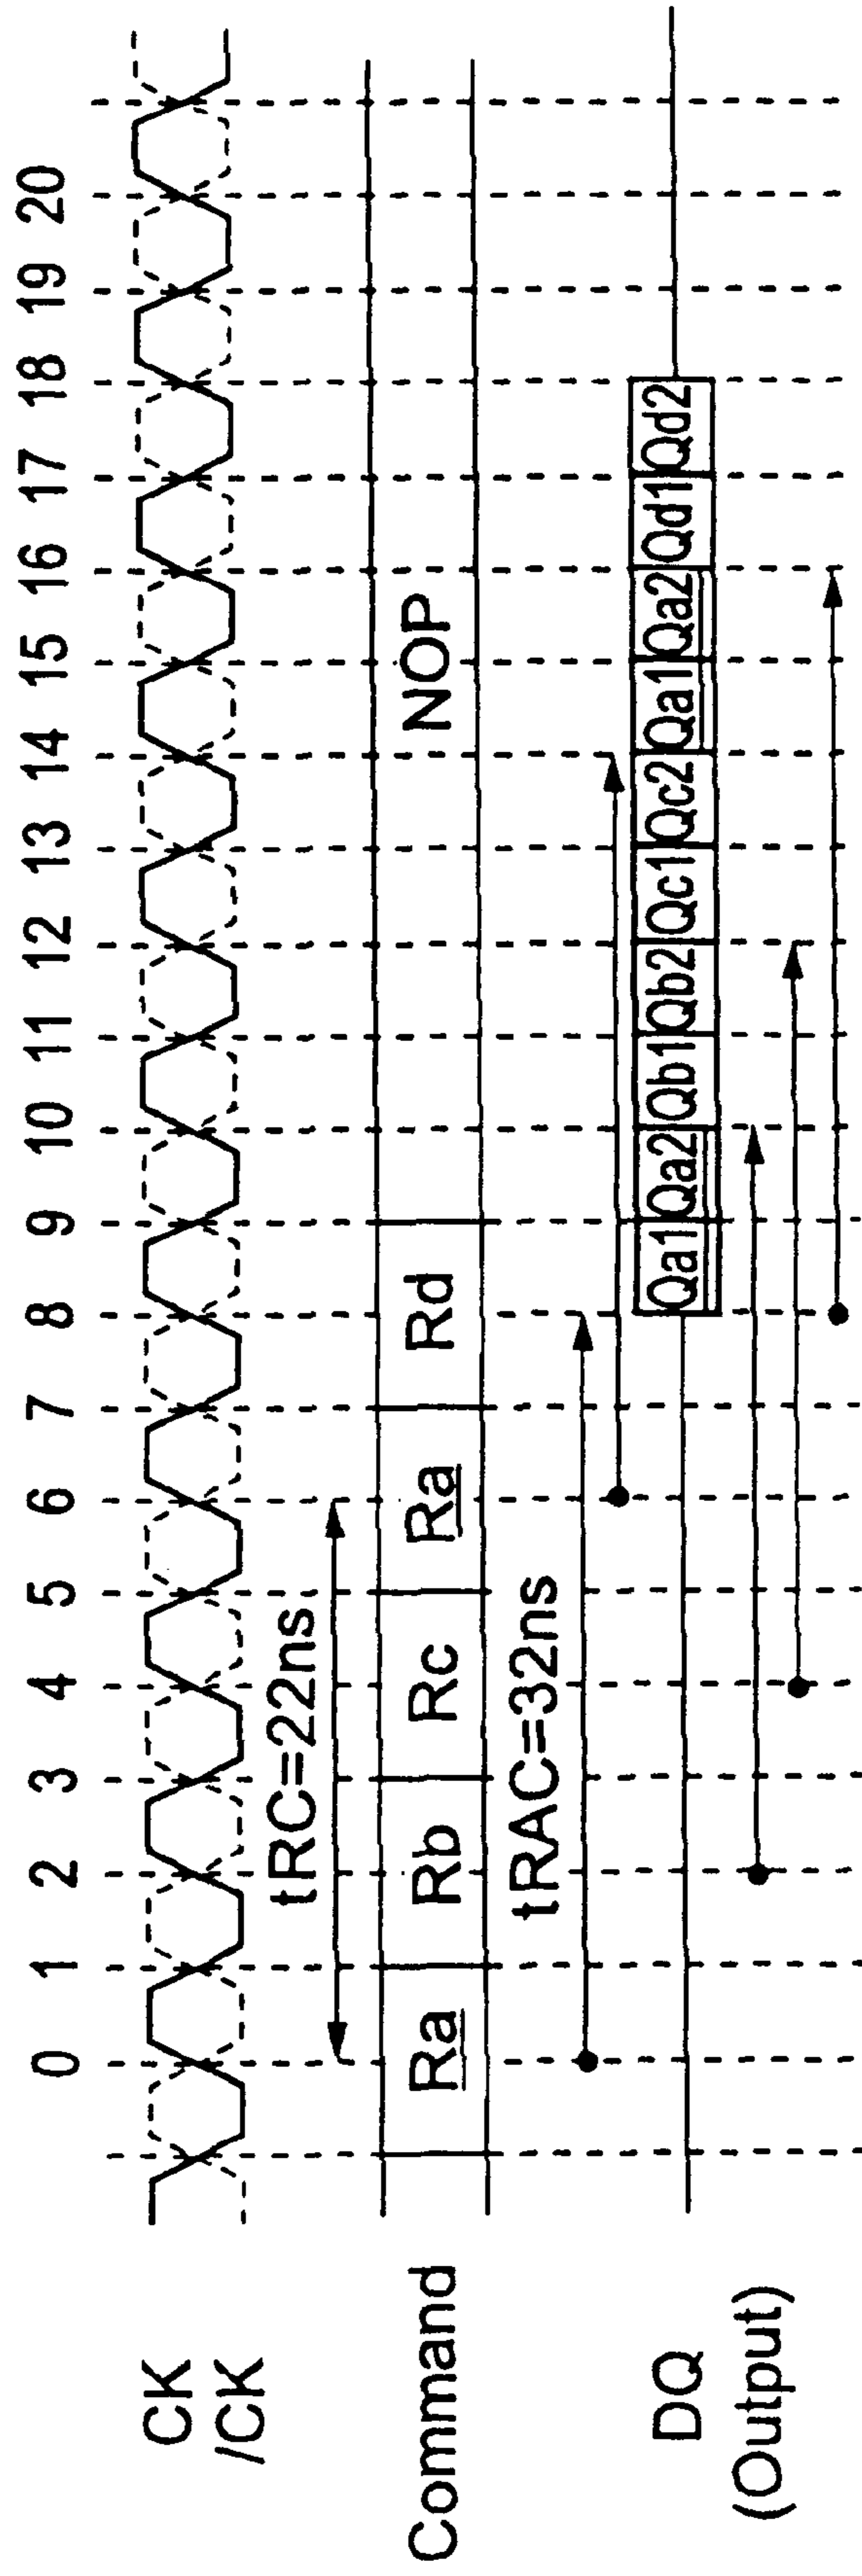 0 1 2 3 4 5 6 7 8 9 10 11 12 13 14 15 16 17 18 19 20
CK
/CK
tRC=22ns
Command Ra Rb Rc Ra Rd NOP
tRAC=32ns
DQ Qa1 Qa2 Qb1 Qb2 Qc1 Qc2 Qa1 Qa2 Qd1 Qd2
(Output)